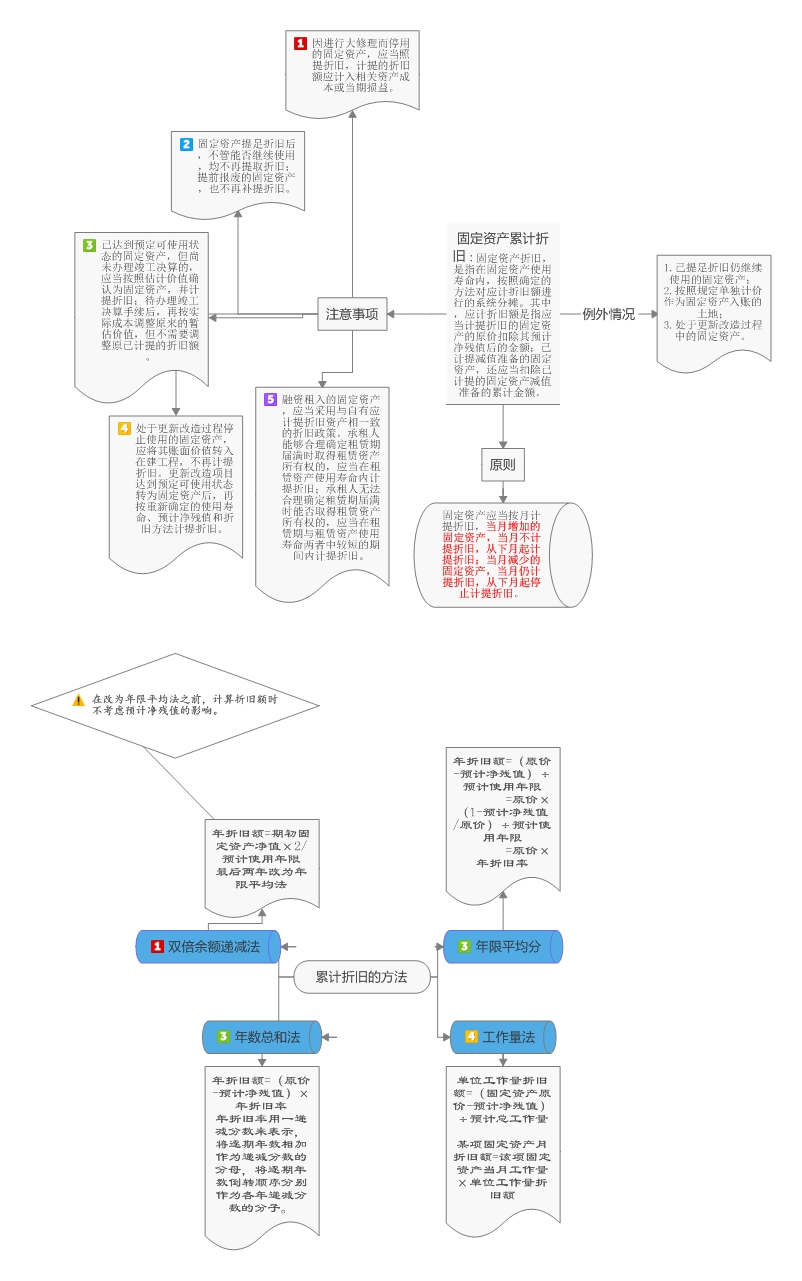 1 因进行大修理而停用
的固定资产，应当照
提折旧，计提的折旧
额应计入相关资产成
本或当期损益。
2 固定资产提足折旧后
，不管能否继续使用
，均不再提取折旧；
提前报废的固定资产
，也不再补提折旧。
3 已达到预定可使用状
态的固定资产，但尚
未办理竣工决算的，
应当按照估计价值确
认为固定资产，并计
提折旧；待办理竣工
决算手续后，再按实
际成本调整原来的暂
估价值，但不需要调
整原已计提的折旧额
。
注意事项
固定资产累计折
旧：固定资产折旧，
是指在固定资产使用
寿命内，按照确定的
方法对应计折旧额进
行的系统分摊。其中
，应计折旧额是指应
当计提折旧的固定资
产的原价扣除其预计
净残值后的金额；已
计提减值准备的固定
资产，还应当扣除已
计提的固定资产减值
准备的累计金额。
例外情况
1. 已提足折旧仍继续
使用的固定资产；
2. 按照规定单独计价
作为固定资产入账的
土地；
3. 处于更新改造过程
中的固定资产。
4 处于更新改造过程停
止使用的固定资产，
应将其账面价值转入
在建工程，不再计提
折旧。更新改造项目
达到预定可使用状态
转为固定资产后，再
按重新确定的使用寿
命、预计净残值和折
旧方法计提折旧。
5 融资租入的固定资产
，应当采用与自有应
计提折旧资产相一致
的折旧政策。承租人
能够合理确定租赁期
届满时取得租赁资产
所有权的，应当在租
赁资产使用寿命内计
提折旧；承租人无法
合理确定租赁期届满
时能否取得租赁资产
所有权的，应当在租
赁期与租赁资产使用
寿命两者中较短的期
间内计提折旧。
原则
固定资产应当按月计
提折旧，当月增加的
固定资产，当月不计
提折旧，从下月起计
提折旧；当月减少的
固定资产，当月仍计
提折旧，从下月起停
止计提折旧。
在改为年限平均法之前，计算折旧额时
不考虑预计净残值的影响。
年折旧额=期初固
定资产净值×2/
预计使用年限
最后两年改为年
限平均法
年折旧额=（原价
-预计净残值）÷
预计使用年限
=原价×
（1-预计净残值
/原价）÷预计使
用年限
=原价×
年折旧率
1 双倍余额递减法
3 年限平均分
累计折旧的方法
3 年数总和法
4 工作量法
年折旧额=（原价
-预计净残值）×
年折旧率
年折旧率用一递
减分数来表示，
将逐期年数相加
作为递减分数的
分母，将逐期年
数倒转顺序分别
作为各年递减分
数的分子。
单位工作量折旧
额=（固定资产原
价-预计净残值）
÷预计总工作量
某项固定资产月
折旧额=该项固定
资产当月工作量
×单位工作量折
旧额